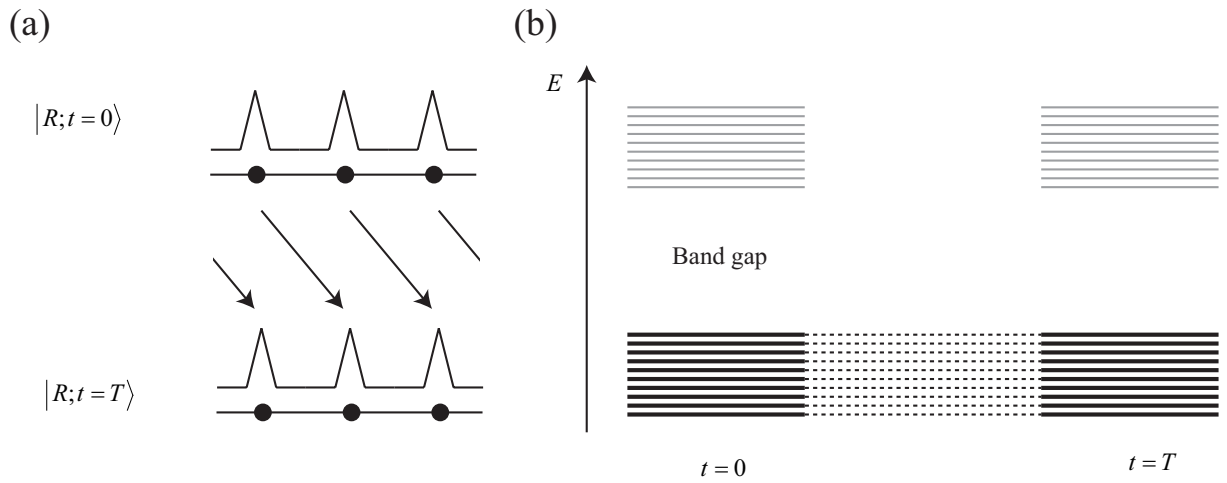 (a)
|R;t=0⟩
|R;t=T⟩
(b)
E
Band gap
t=0
t=T